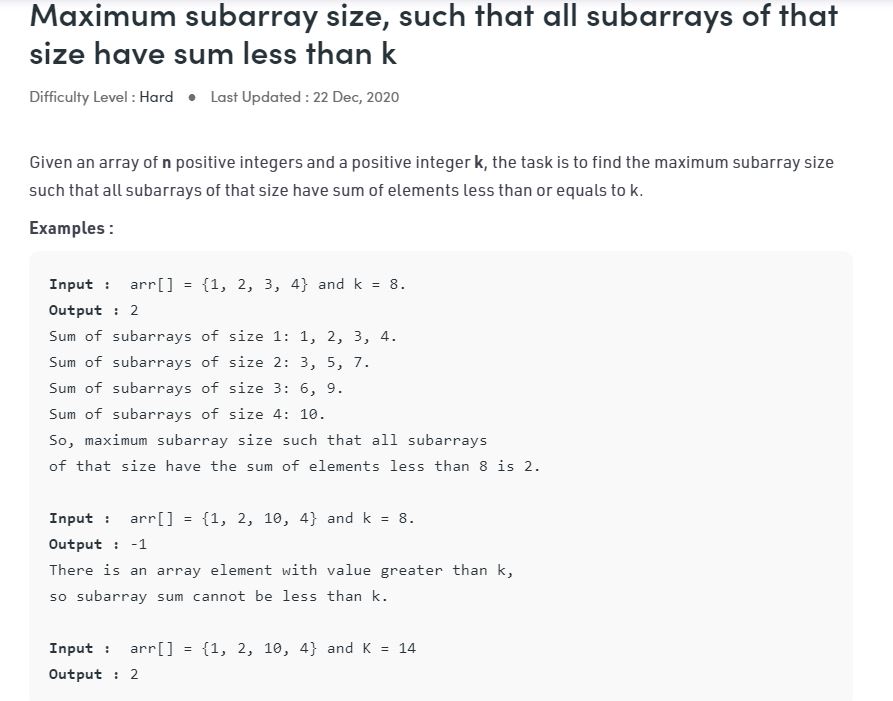 Maximum subarray size, such that all subarrays of that
size have sum less than k
Difficulty Level : Hard ● Last Updated : 22 Dec, 2020
Given an array of n positive integers and a positive integer k, the task is to find the maximum subarray size
such that all subarrays of that size have sum of elements less than or equals to k.
Examples :
Input :  arr[] = {1, 2, 3, 4} and k = 8.
Output : 2
Sum of subarrays of size 1: 1, 2, 3, 4.
Sum of subarrays of size 2: 3, 5, 7.
Sum of subarrays of size 3: 6, 9.
Sum of subarrays of size 4: 10.
So, maximum subarray size such that all subarrays
of that size have the sum of elements less than 8 is 2.
Input :  arr[] = {1, 2, 10, 4} and k = 8.
Output : -1
There is an array element with value greater than k,
so subarray sum cannot be less than k.
Input :  arr[] = {1, 2, 10, 4} and K = 14
Output : 2